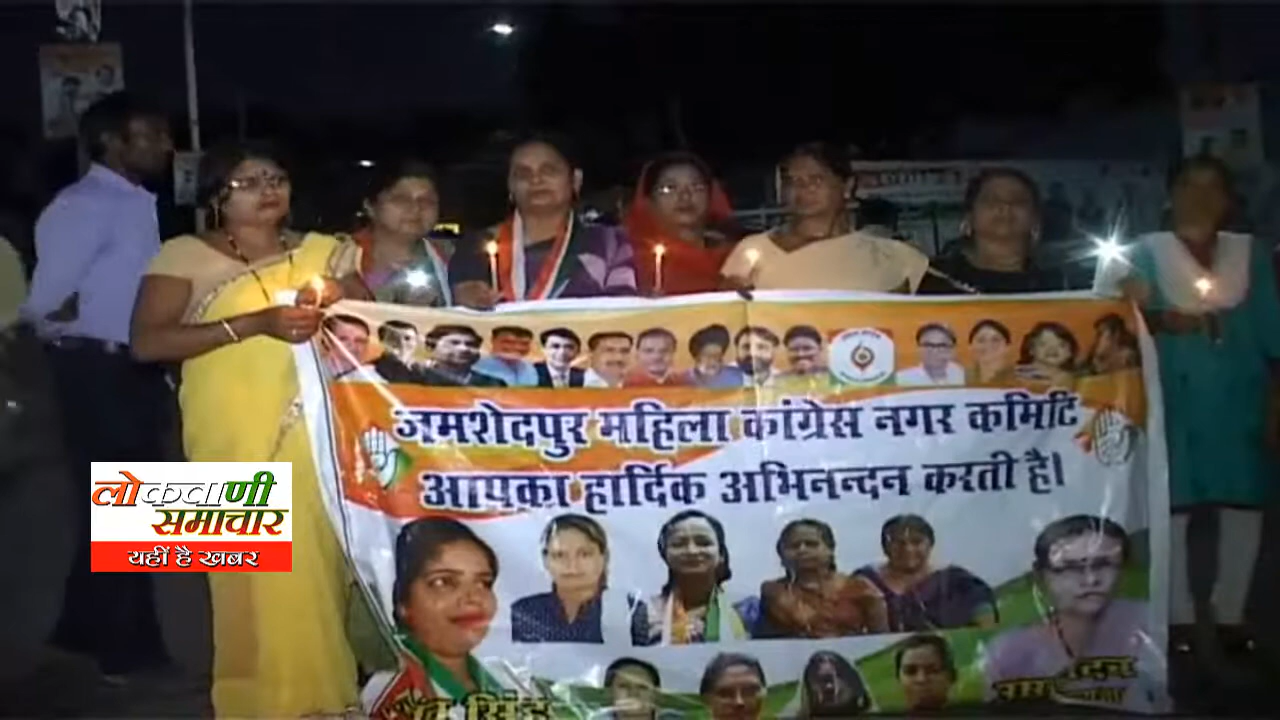 जमशेदपुर महिला कांग्रेस नगर कमिटि
आपका हार्दिक अभिनन्दन करती है।
लोकवाणी
समाचार
यहीं है खबर
सिंह